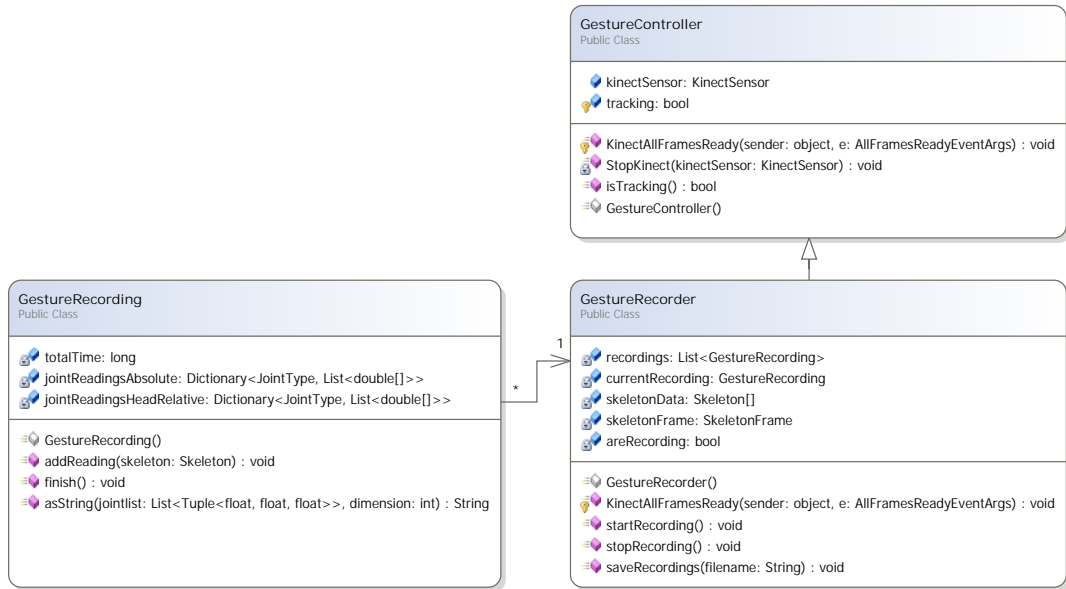 GestureController
Public Class
kinectSensor: KinectSensor
tracking: bool
KinectAllFramesReady(sender: object, e: AllFramesReadyEventArgs) : void
StopKinect(kinectSensor: KinectSensor) : void
isTracking() : bool
GestureController()
GestureRecording
Public Class
totalTime: long
jointReadingsAbsolute: Dictionary<JointType, List<double[]>>
jointReadingsHeadRelative: Dictionary<JointType, List<double[]>>
GestureRecording()
addReading(skeleton: Skeleton) : void
finish() : void
asString(jointlist: List<Tuple<float, float, float>>, dimension: int) : String
*
1
GestureRecorder
Public Class
recordings: List<GestureRecording>
currentRecording: GestureRecording
skeletonData: Skeleton[]
skeletonFrame: SkeletonFrame
areRecording: bool
GestureRecorder()
KinectAllFramesReady(sender: object, e: AllFramesReadyEventArgs) : void
startRecording() : void
stopRecording() : void
saveRecordings(filename: String) : void